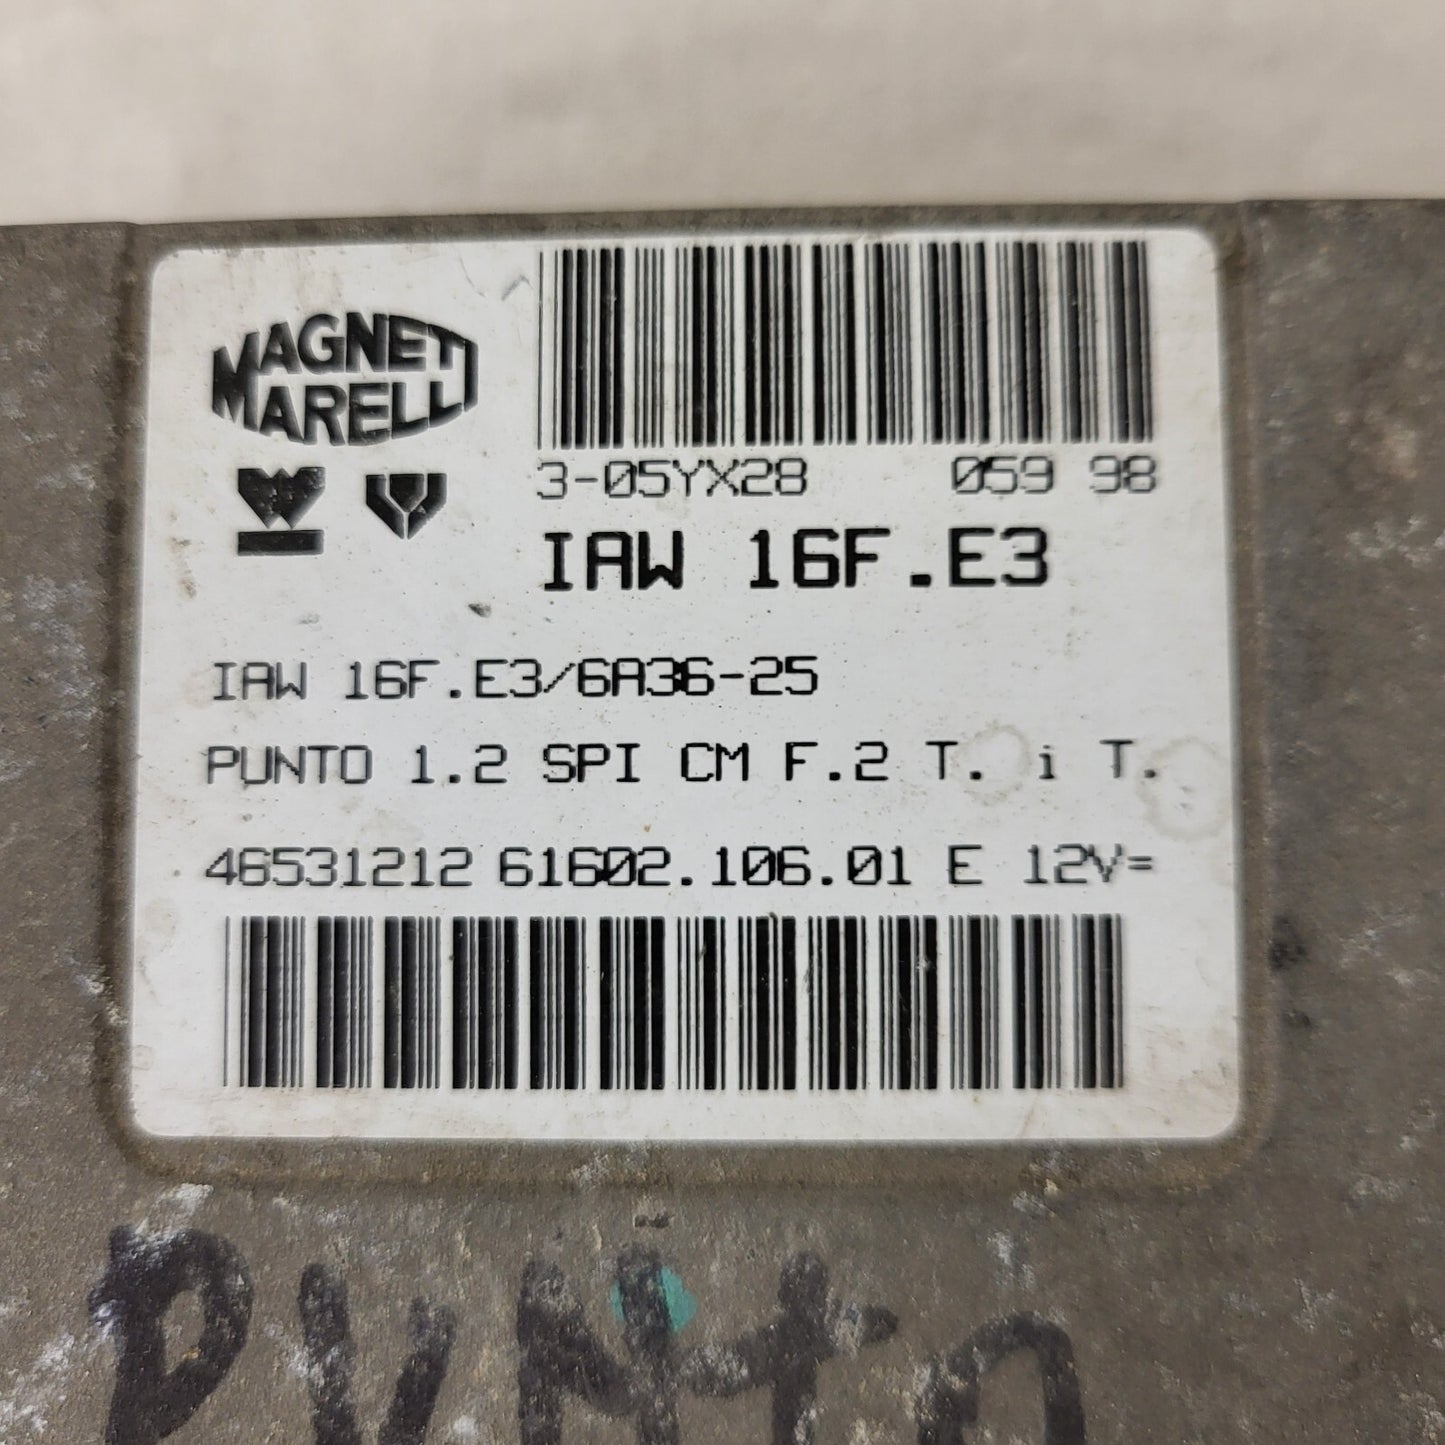 MAGNETI
MARELLI
3-05YX28 059 98
IAW 16F.E3
IAW 16F.E3/6A36-25
PUNTO 1.2 SPI CM F.2 T. i T.
46531212 61602.106.01 E 12V=
PUNTO